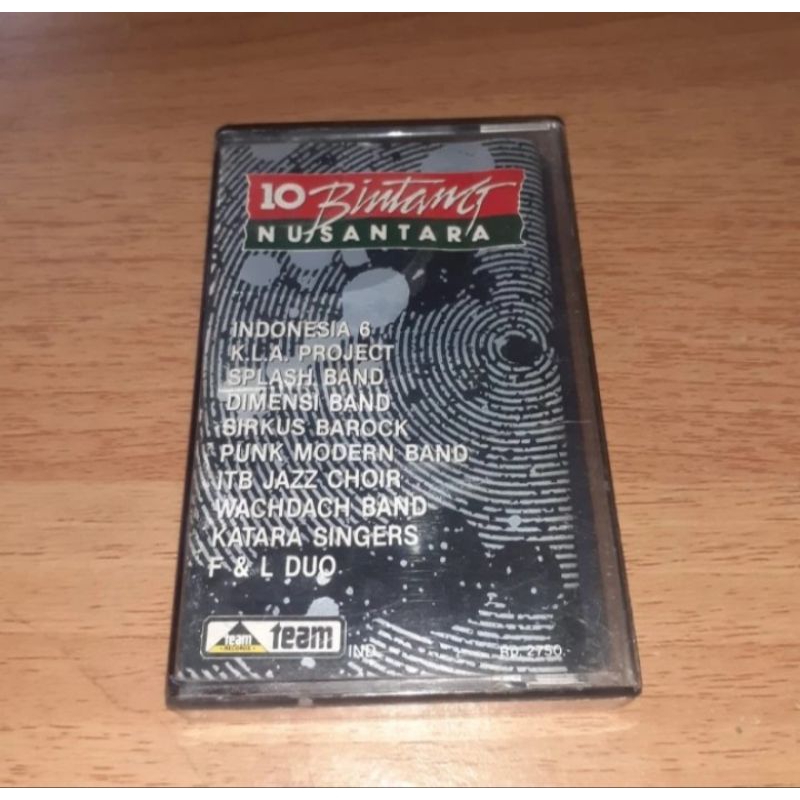 10 Bintang
NUSANTARA
INDONESIA 6
K.L.A. PROJECT
SPLASH BAND
DIMENSI BAND
SIRKUS BAROCK
PUNK MODERN BAND
ITB JAZZ CHOIR
WACHDACH BAND
KATARA SINGERS
F & L DUO
team RECORDS team IND. Rp. 2750,